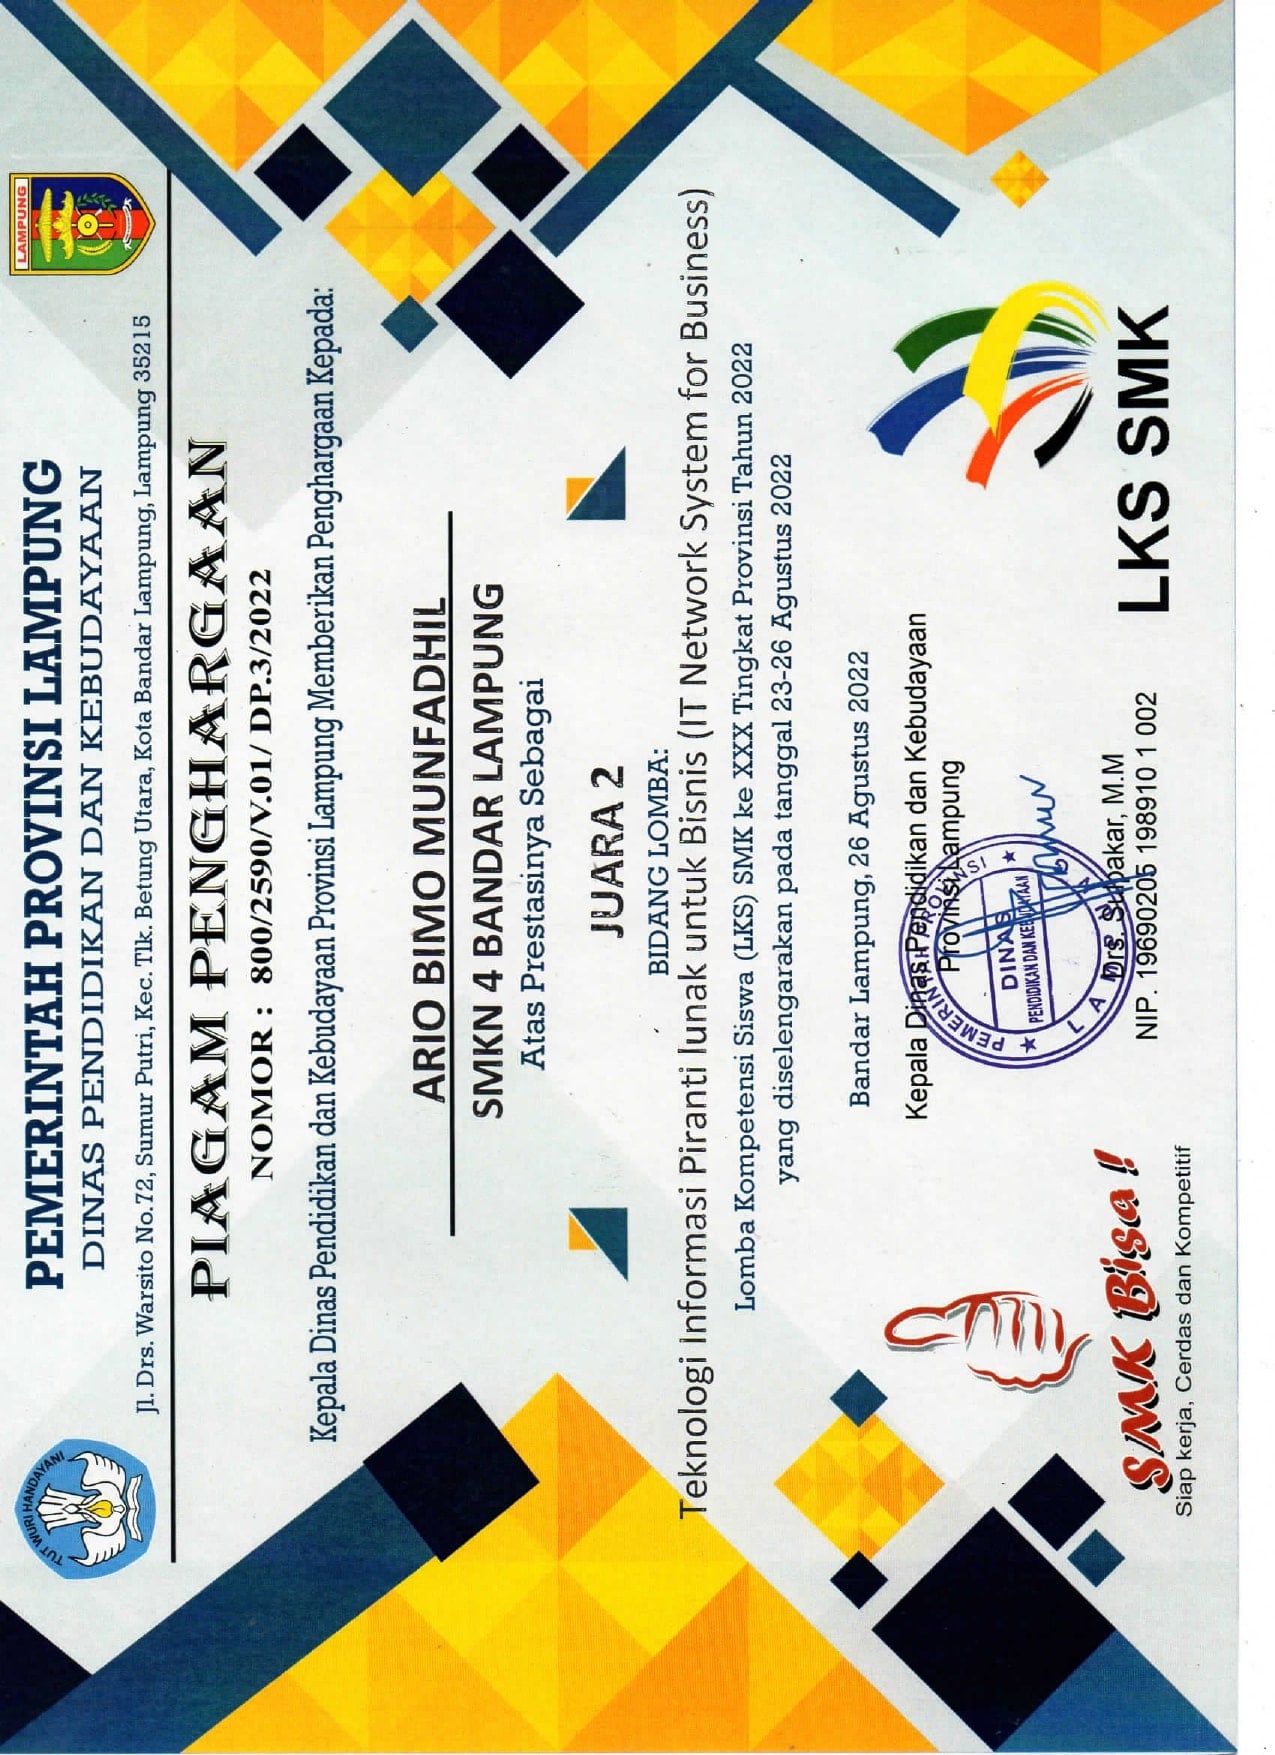 LAMPUNG
TUT WURI HANDAYANI
PEMERINTAH PROVINSI LAMPUNG
DINAS PENDIDIKAN DAN KEBUDAYAAN
Jl. Drs. Warsito No.72, Sumur Putri, Kec. Tlk. Betung Utara, Kota Bandar Lampung, Lampung 35215
PIAGAM PENGHARGAAN
NOMOR : 800/2590/V.01/ DP.3/2022
Kepala Dinas Pendidikan dan Kebudayaan Provinsi Lampung Memberikan Penghargaan Kepada:
ARIO BIMO MUNFADHIL
SMKN 4 BANDAR LAMPUNG
Atas Prestasinya Sebagai
JUARA 2
BIDANG LOMBA:
Teknologi Informasi Piranti lunak untuk Bisnis (IT Network System for Business)
Lomba Kompetensi Siswa (LKS) SMK ke XXX Tingkat Provinsi Tahun 2022
yang diselengarakan pada tanggal 23-26 Agustus 2022
Bandar Lampung, 26 Agustus 2022
Kepala Dinas Pendidikan dan Kebudayaan
Provinsi Lampung
PEMERINTAH PROVINSI
DINAS
PENDIDIKAN DAN KEBUDAYAAN
LAMPUNG
Drs. Sulpakar, M.M
NIP. 19690205 198910 1 002
SMK Bisa !!
Siap kerja, Cerdas dan Kompetitif
LKS SMK